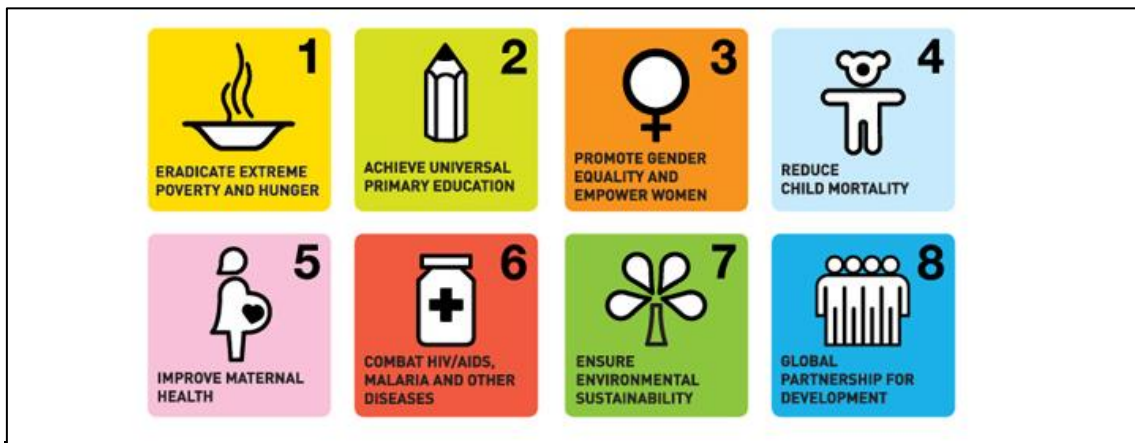 1
ERADICATE EXTREME
POVERTY AND HUNGER
2
ACHIEVE UNIVERSAL
PRIMARY EDUCATION
3
PROMOTE GENDER
EQUALITY AND
EMPOWER WOMEN
4
REDUCE
CHILD MORTALITY
5
IMPROVE MATERNAL
HEALTH
6
COMBAT HIV/AIDS,
MALARIA AND OTHER
DISEASES
7
ENSURE
ENVIRONMENTAL
SUSTAINABILITY
8
GLOBAL
PARTNERSHIP FOR
DEVELOPMENT